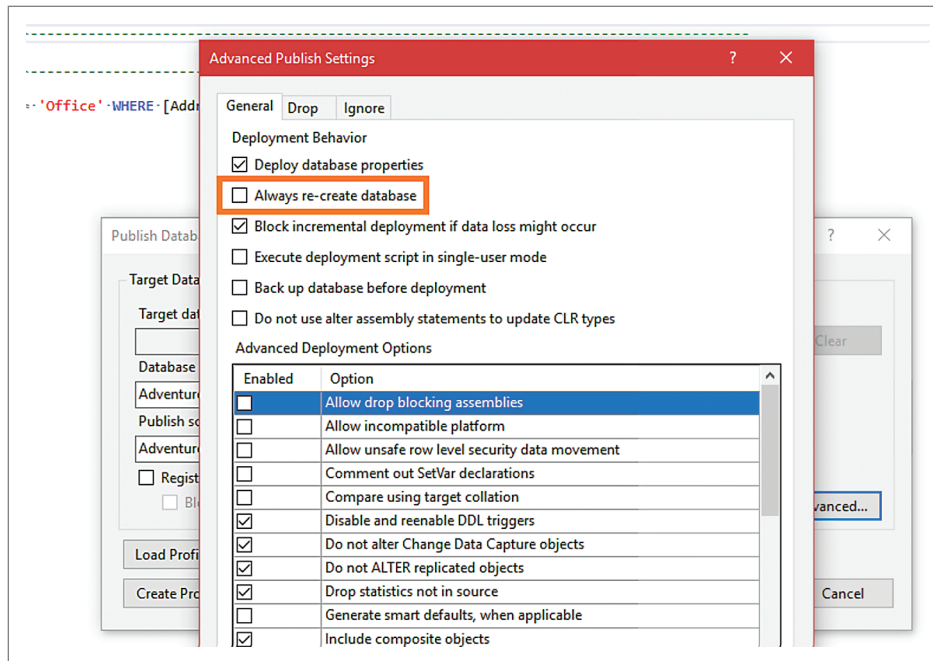 'Office' WHERE [Addr
Advanced Publish Settings
?
General Drop Ignore
Deployment Behavior
Deploy database properties
Always re-create database
Block incremental deployment if data loss might occur
Execute deployment script in single-user mode
Back up database before deployment
Do not use alter assembly statements to update CLR types
Advanced Deployment Options
Enabled Option
Allow drop blocking assemblies
Allow incompatible platform
Allow unsafe row level security data movement
Comment out SetVar declarations
Compare using target collation
Disable and reenable DDL triggers
Do not alter Change Data Capture objects
Do not ALTER replicated objects
Drop statistics not in source
Generate smart defaults, when applicable
Include composite objects
Publish Datab
?
Target Data
Target dat
Clear
Database
Adventur
Publish sc
Adventur
Regist
Blo
vanced...
Load Profi
Create Pro
Cancel